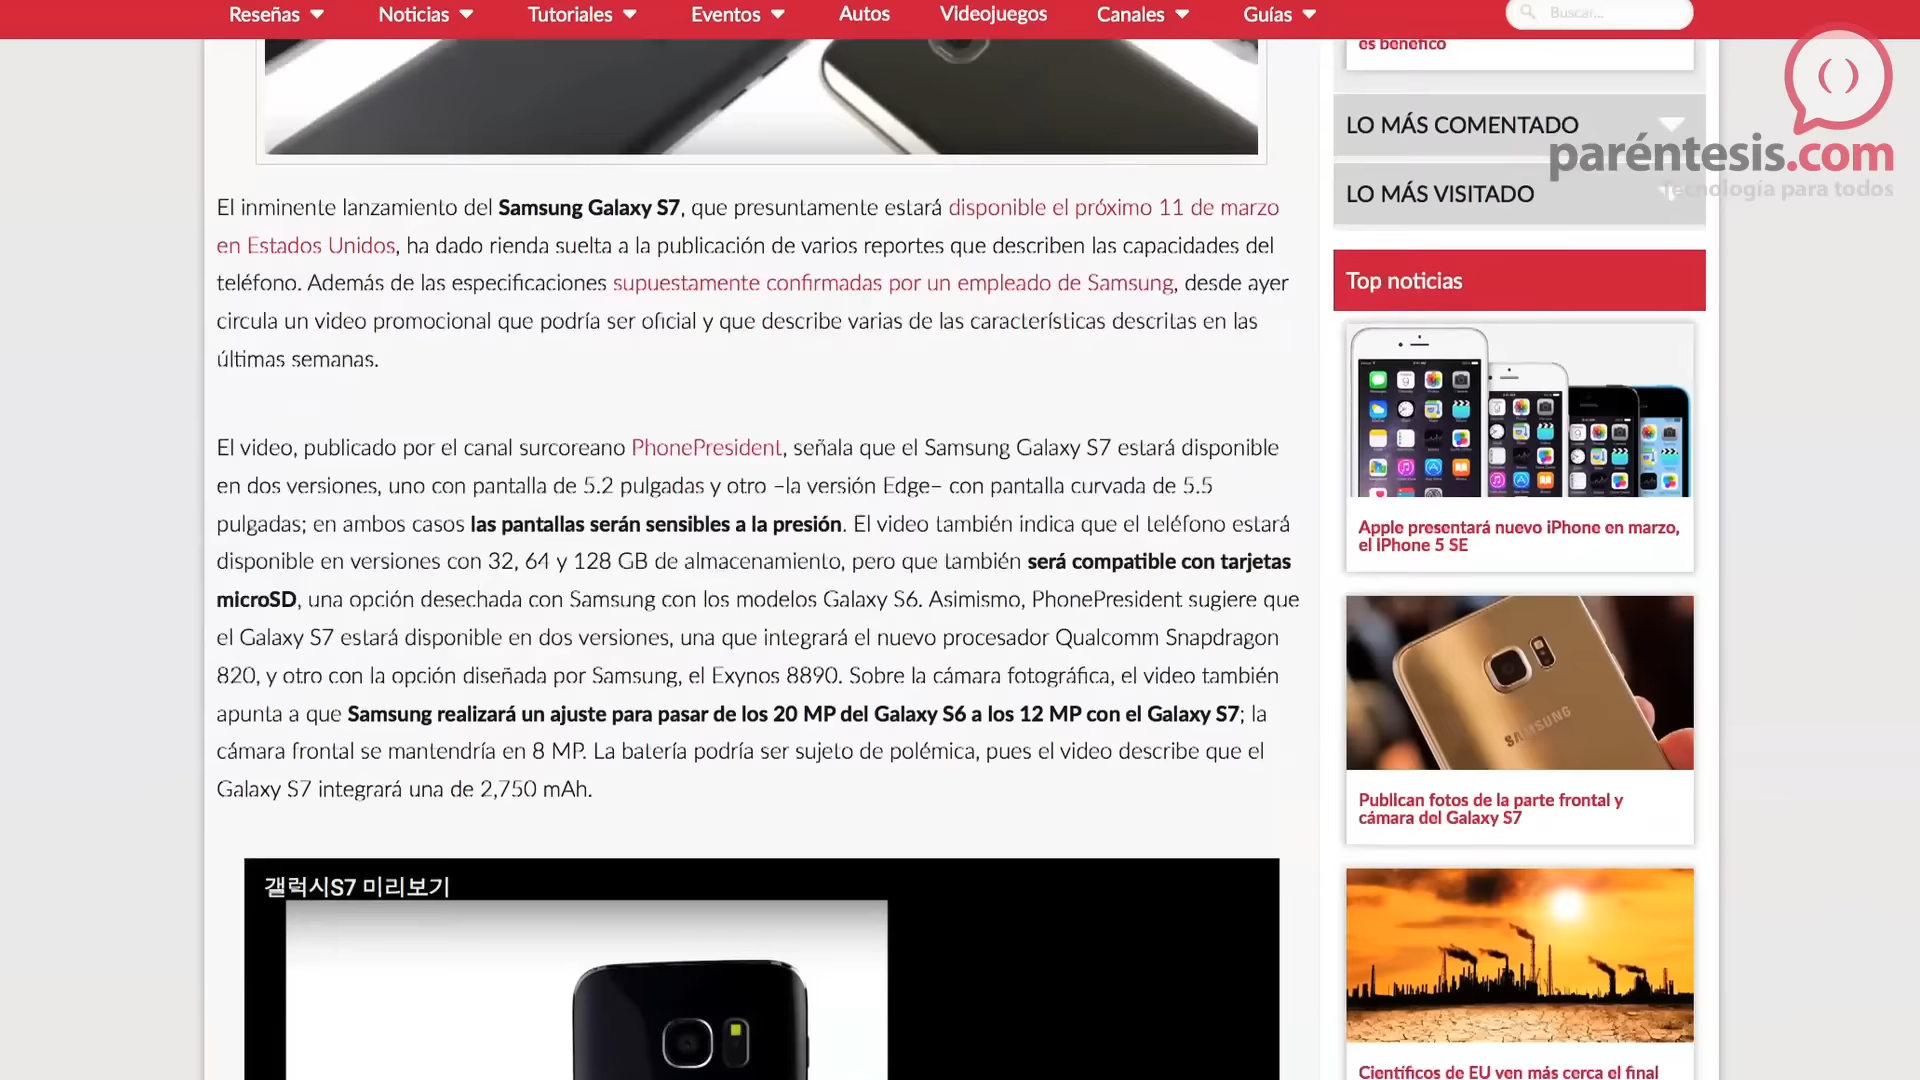 Reseñas
Noticias
Tutoriales
Eventos
Autos
Videojuegos
Canales
Guías
Buscar...
paréntesis.com
Tecnología para todos
El inminente lanzamiento del Samsung Galaxy S7, que presuntamente estará disponible el próximo 11 de marzo
en Estados Unidos, ha dado rienda suelta a la publicación de varios reportes que describen las capacidades del
teléfono. Además de las especificaciones supuestamente confirmadas por un empleado de Samsung, desde ayer
circula un video promocional que podría ser oficial y que describe varias de las características descritas en las
últimas semanas.
El video, publicado por el canal surcoreano PhonePresident, señala que el Samsung Galaxy S7 estará disponible
en dos versiones, uno con pantalla de 5.2 pulgadas y otro –la versión Edge– con pantalla curvada de 5.5
pulgadas; en ambos casos las pantallas serán sensibles a la presión. El video también indica que el teléfono estará
disponible en versiones con 32, 64 y 128 GB de almacenamiento, pero que también será compatible con tarjetas
microSD, una opción desechada con Samsung con los modelos Galaxy S6. Asimismo, PhonePresident sugiere que
el Galaxy S7 estará disponible en dos versiones, una que integrará el nuevo procesador Qualcomm Snapdragon
820, y otro con la opción diseñada por Samsung, el Exynos 8890. Sobre la cámara fotográfica, el video también
apunta a que Samsung realizará un ajuste para pasar de los 20 MP del Galaxy S6 a los 12 MP con el Galaxy S7; la
cámara frontal se mantendría en 8 MP. La batería podría ser sujeto de polémica, pues el video describe que el
Galaxy S7 integrará una de 2,750 mAh.
갤럭시S7 미리보기
es benéfico
LO MÁS COMENTADO
LO MÁS VISITADO
Top noticias
Apple presentará nuevo iPhone en marzo,
el iPhone 5 SE
SAMSUNG
Publican fotos de la parte frontal y
cámara del Galaxy S7
Científicos de EU ven más cerca el final